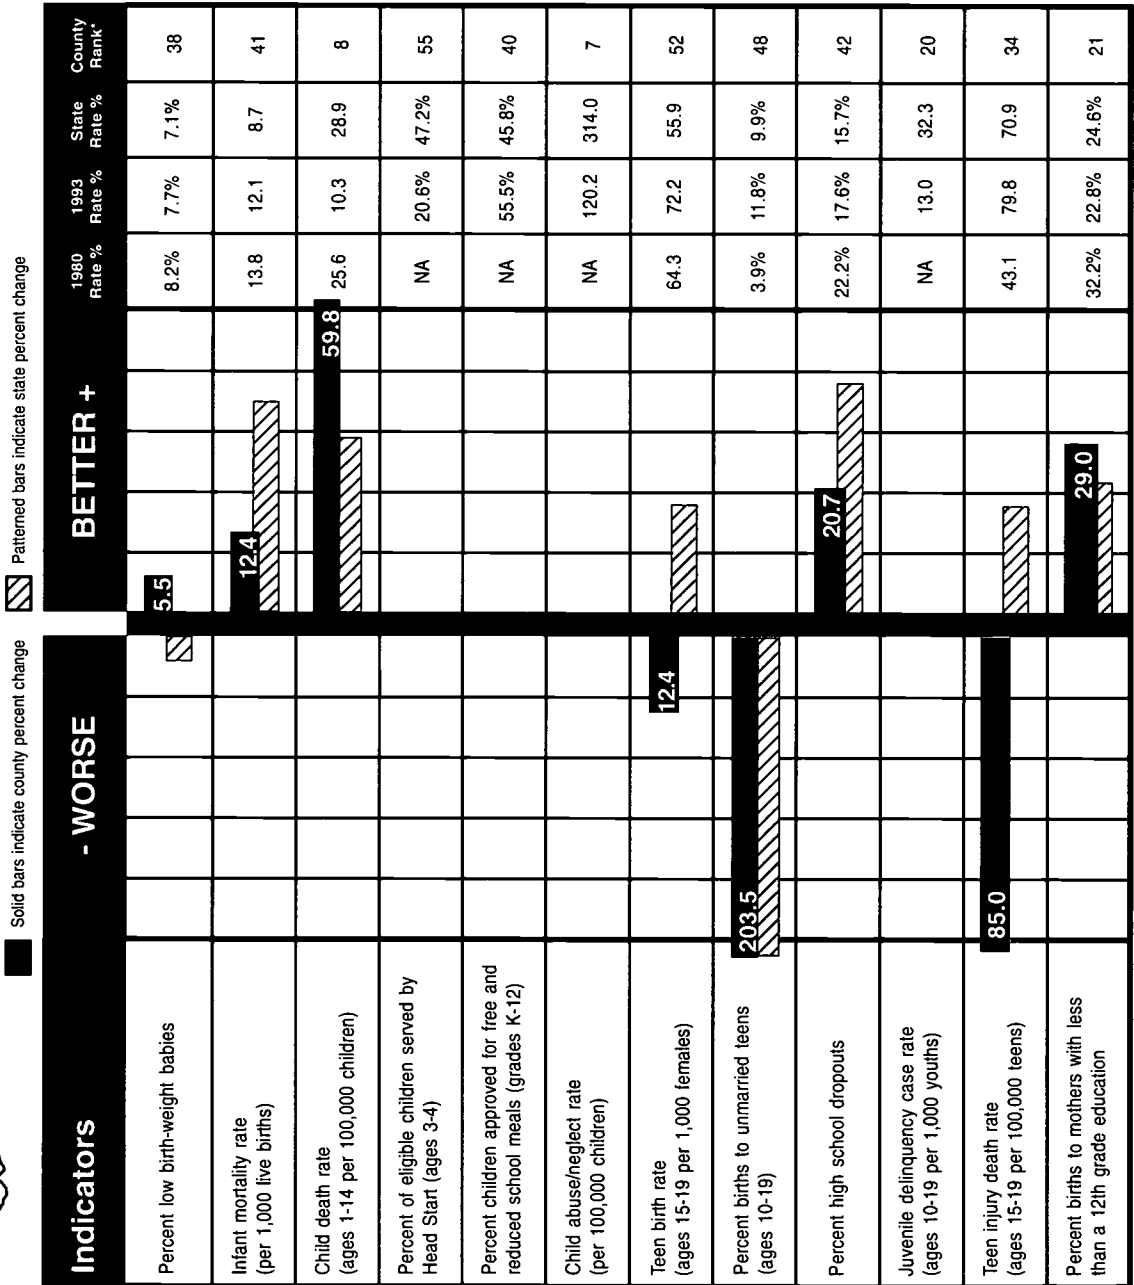 Solid bars indicate county percent change
Patterned bars indicate state percent change
Indicators - WORSE BETTER + 1980 Rate % 1993 Rate % State Rate % County Rank*
Percent low birth-weight babies 5.5 8.2% 7.7% 7.1% 38
Infant mortality rate
(per 1,000 live births) 12.4 13.8 12.1 8.7 41
Child death rate
(ages 1-14 per 100,000 children) 59.8 25.6 10.3 28.9 8
Percent of eligible children served by
Head Start (ages 3-4) NA 20.6% 47.2% 55
Percent children approved for free and
reduced school meals (grades K-12) NA 55.5% 45.8% 40
Child abuse/neglect rate
(per 100,000 children) NA 120.2 314.0 7
Teen birth rate
(ages 15-19 per 1,000 females) 12.4 64.3 72.2 55.9 52
Percent births to unmarried teens
(ages 10-19) 203.5 3.9% 11.8% 9.9% 48
Percent high school dropouts 20.7 22.2% 17.6% 15.7% 42
Juvenile delinquency case rate
(ages 10-19 per 1,000 youths) NA 13.0 32.3 20
Teen injury death rate
(ages 15-19 per 100,000 teens) 85.0 43.1 79.8 70.9 34
Percent births to mothers with less
than a 12th grade education 29.0 32.2% 22.8% 24.6% 21